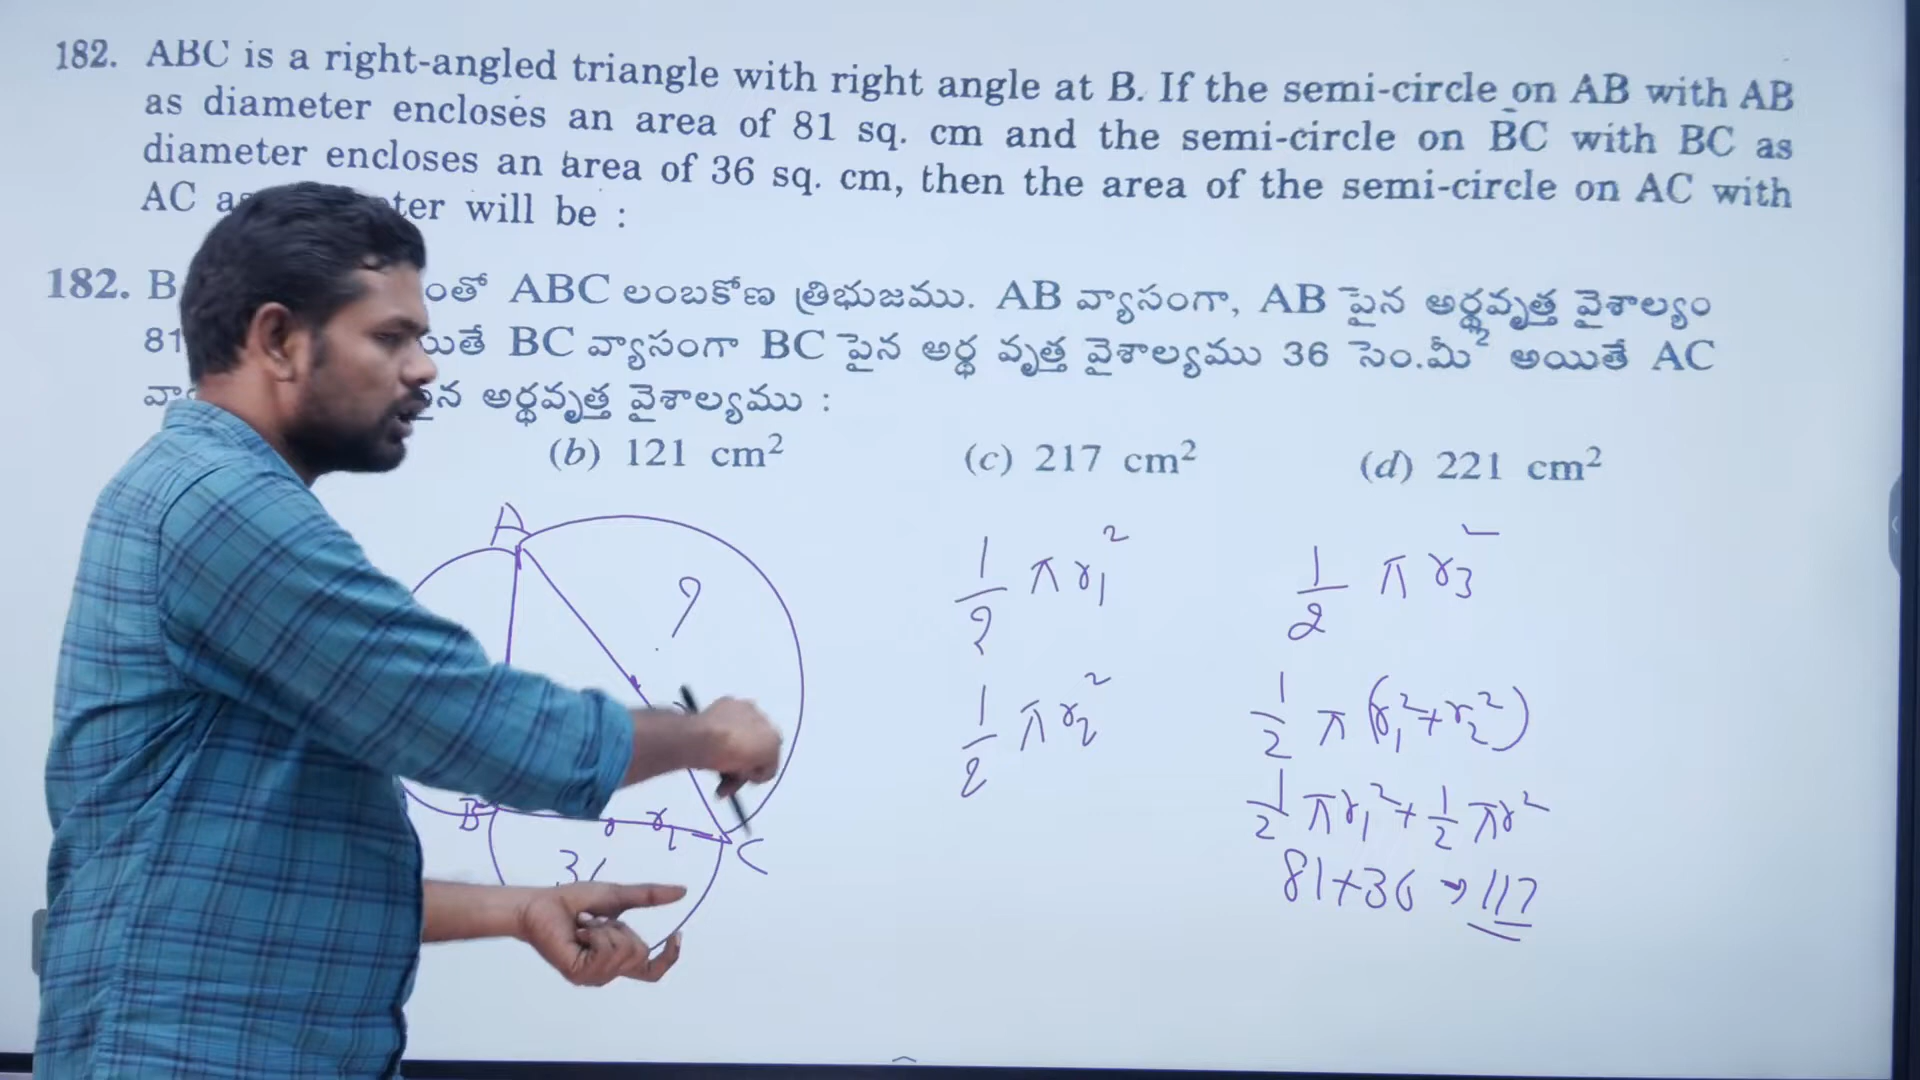 182. ABC is a right-angled triangle with right angle at B. If the semi-circle on AB with AB
as diameter encloses an area of 81 sq. cm and the semi-circle on BC with BC as
diameter encloses an area of 36 sq. cm, then the area of the semi-circle on AC with
AC will be :
182. B ABC లంబకోణ త్రిభుజము. AB వ్యాసంగా, AB పైన అర్ధవృత్త వైశాల్యం
81 BC వ్యాసంగా BC పైన అర్ధ వృత్త వైశాల్యము 36 సెం.మీ² అయితే AC
అర్ధవృత్త వైశాల్యము :
(b) 121 cm² (c) 217 cm² (d) 221 cm²
A
?
B
C
1/2 π r₁²
1/2 π r₂²
1/2 π r₃²
1/2 π (r₁² + r₂²)
1/2 π r₁² + 1/2 π r²
81+36 → 117